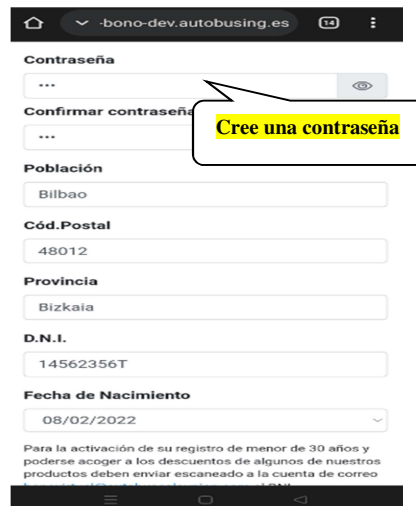 -bono-dev.autobusing.es
14
Contraseña
...
Confirmar contraseña
...
Cree una contraseña
Población
Bilbao
Cód.Postal
48012
Provincia
Bizkaia
D.N.I.
14562356T
Fecha de Nacimiento
08/02/2022
Para la activación de su registro de menor de 30 años y
poderse acoger a los descuentos de algunos de nuestros
productos deben enviar escaneado a la cuenta de correo